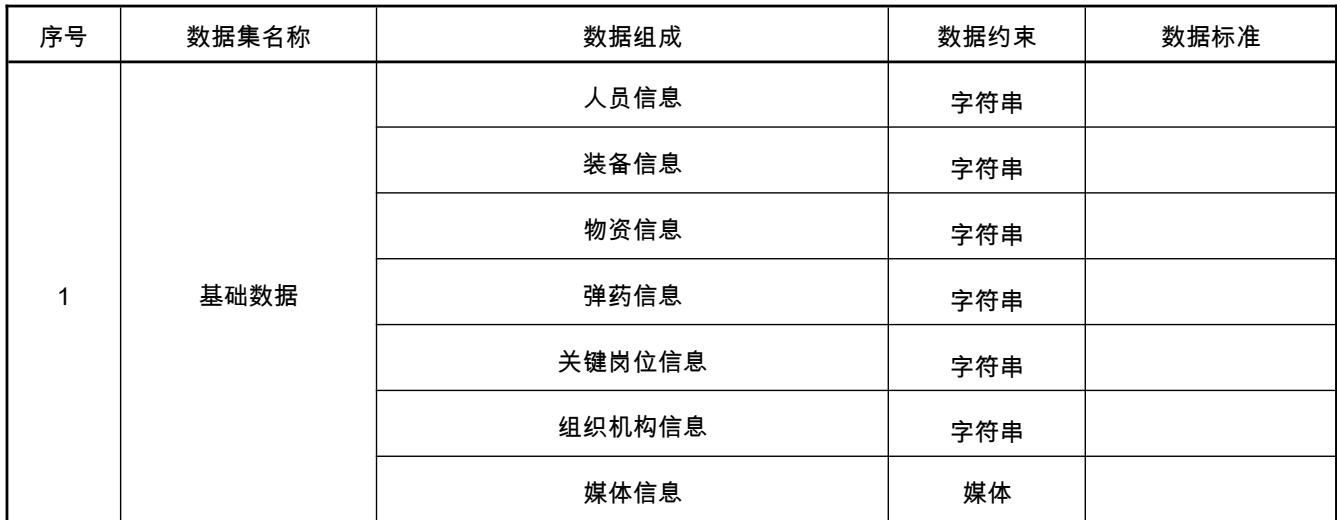 序号 数据集名称 数据组成 数据约束 数据标准
人员信息 字符串
装备信息 字符串
物资信息 字符串
1 基础数据 弹药信息 字符串
关键岗位信息 字符串
组织机构信息 字符串
媒体信息 媒体